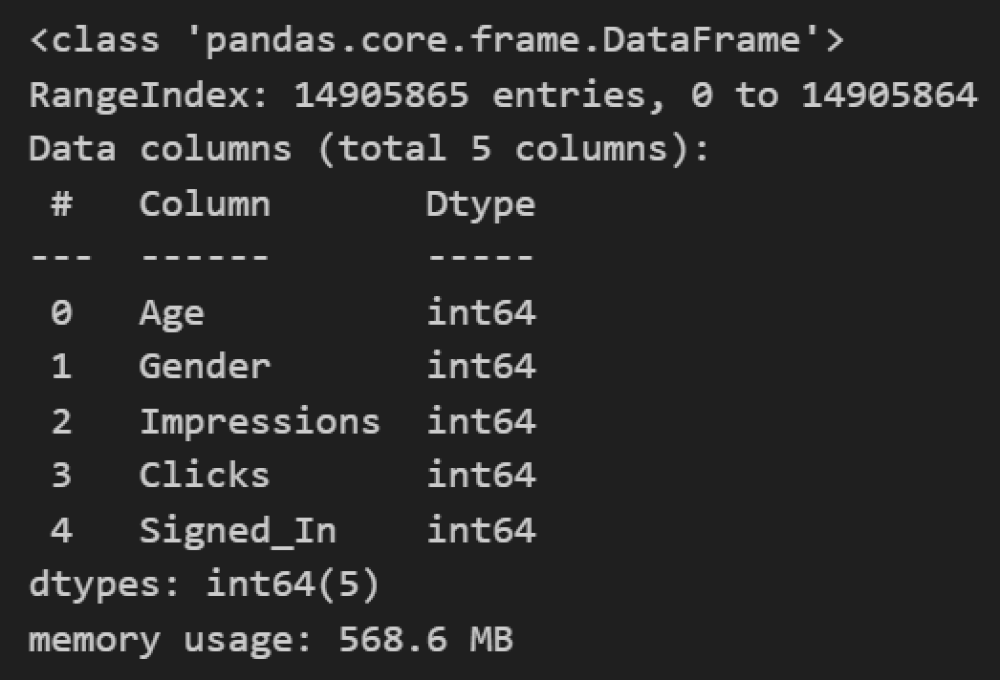 <class 'pandas.core.frame.DataFrame'>
RangeIndex: 14905865 entries, 0 to 14905864
Data columns (total 5 columns):
 #   Column       Dtype
---  ------       -----
 0   Age          int64
 1   Gender       int64
 2   Impressions  int64
 3   Clicks       int64
 4   Signed_In    int64
dtypes: int64(5)
memory usage: 568.6 MB